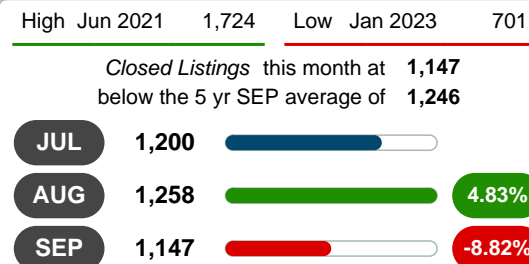 High Jun 2021 1,724 Low Jan 2023 701
Closed Listings this month at 1,147
below the 5 yr SEP average of 1,246
JUL 1,200
AUG 1,258 4.83%
SEP 1,147 -8.82%